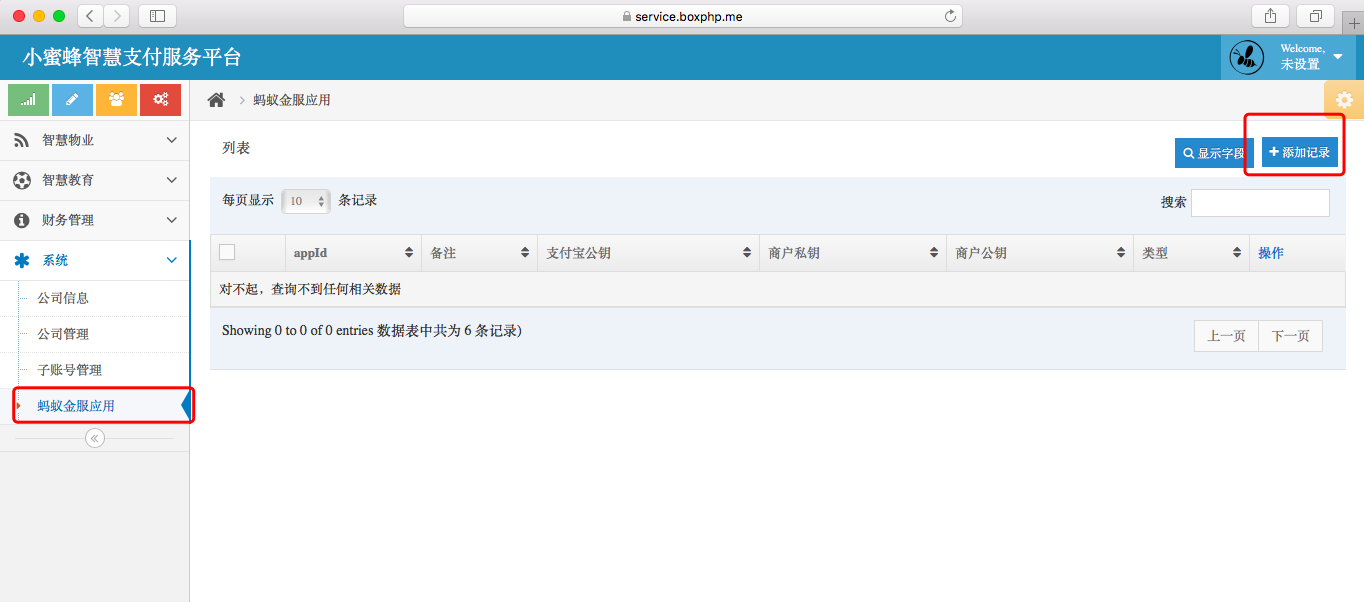 service.boxphp.me
小蜜蜂智慧支付服务平台
Welcome,
未设置
蚂蚁金服应用
智慧物业
智慧教育
财务管理
系统
公司信息
公司管理
子账号管理
蚂蚁金服应用
列表
显示字段
添加记录
每页显示 10 条记录
搜索
appId 备注 支付宝公钥 商户私钥 商户公钥 类型 操作
对不起，查询不到任何相关数据
Showing 0 to 0 of 0 entries 数据表中共为 6 条记录)
上一页 下一页